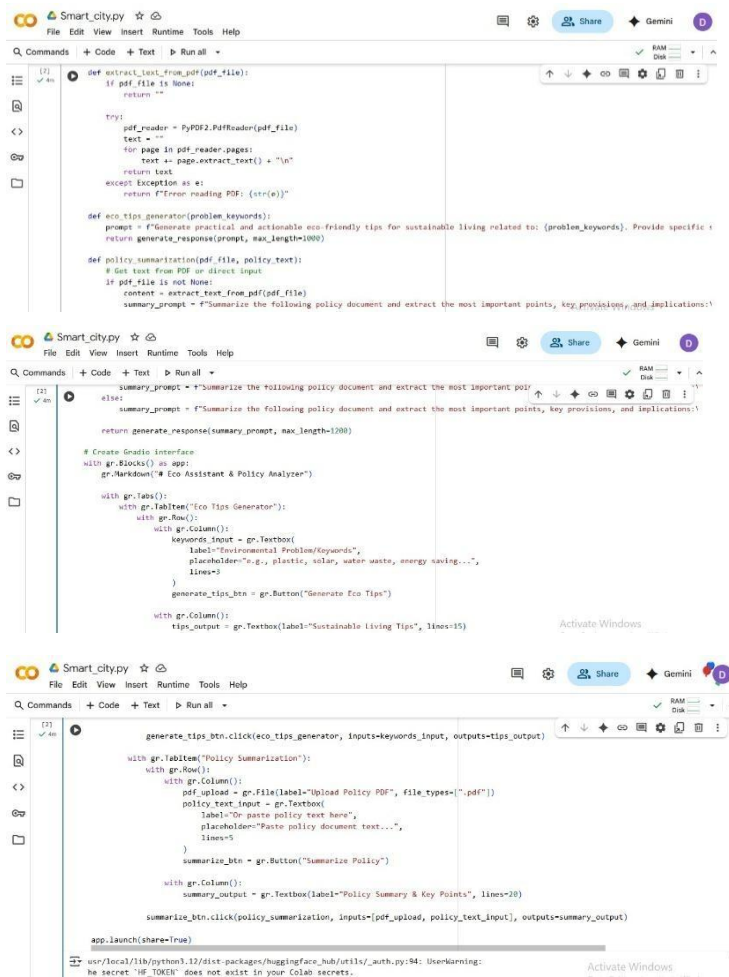 Smart_city.py
File Edit View Insert Runtime Tools Help
Share
Gemini
D
Commands + Code + Text Run all
RAM
Disk
[2]
4m
def extract_text_from_pdf(pdf_file):
if pdf_file is None:
return ""
try:
pdf_reader = PyPDF2.PdfReader(pdf_file)
text = ""
for page in pdf_reader.pages:
text += page.extract_text() + "\n"
return text
except Exception as e:
return f"Error reading PDF: {str(e)}"
def eco_tips_generator(problem_keywords):
prompt = f"Generate practical and actionable eco-friendly tips for sustainable living related to: {problem_keywords}. Provide specific
return generate_response(prompt, max_length=1000)
def policy_summarization(pdf_file, policy_text):
# Get text from PDF or direct input
if pdf_file is not None:
content = extract_text_from_pdf(pdf_file)
summary_prompt = f"Summarize the following policy document and extract the most important points, key provisions, and implications:\
Smart_city.py
File Edit View Insert Runtime Tools Help
Share
Gemini
D
Commands + Code + Text Run all
RAM
Disk
[2]
4m
summary_prompt = f"Summarize the following policy document and extract the most important
else:
summary_prompt = f"Summarize the following policy document and extract the most important points, key provisions, and implications:\
return generate_response(summary_prompt, max_length=1200)
# Create Gradio interface
with gr.Blocks() as app:
gr.Markdown("# Eco Assistant & Policy Analyzer")
with gr.Tabs():
with gr.TabItem("Eco Tips Generator"):
with gr.Row():
with gr.Column():
keywords_input = gr.Textbox(
label="Environmental Problem/Keywords",
placeholder="e.g., plastic, solar, water waste, energy saving...",
lines=3
)
generate_tips_btn = gr.Button("Generate Eco Tips")
with gr.Column():
tips_output = gr.Textbox(label="Sustainable Living Tips", lines=15)
Activate Windows
Smart_city.py
File Edit View Insert Runtime Tools Help
Share
Gemini
D
Commands + Code + Text Run all
RAM
Disk
[2]
4m
generate_tips_btn.click(eco_tips_generator, inputs=keywords_input, outputs=tips_output)
with gr.TabItem("Policy Summarization"):
with gr.Row():
with gr.Column():
pdf_upload = gr.File(label="Upload Policy PDF", file_types=[".pdf"])
policy_text_input = gr.Textbox(
label="Or paste policy text here",
placeholder="Paste policy document text...",
lines=5
)
summarize_btn = gr.Button("Summarize Policy")
with gr.Column():
summary_output = gr.Textbox(label="Policy Summary & Key Points", lines=20)
summarize_btn.click(policy_summarization, inputs=[pdf_upload, policy_text_input], outputs=summary_output)
app.launch(share=True)
usr/local/lib/python3.12/dist-packages/huggingface_hub/utils/_auth.py:94: UserWarning:
he secret `HF_TOKEN` does not exist in your Colab secrets.
Activate Windows